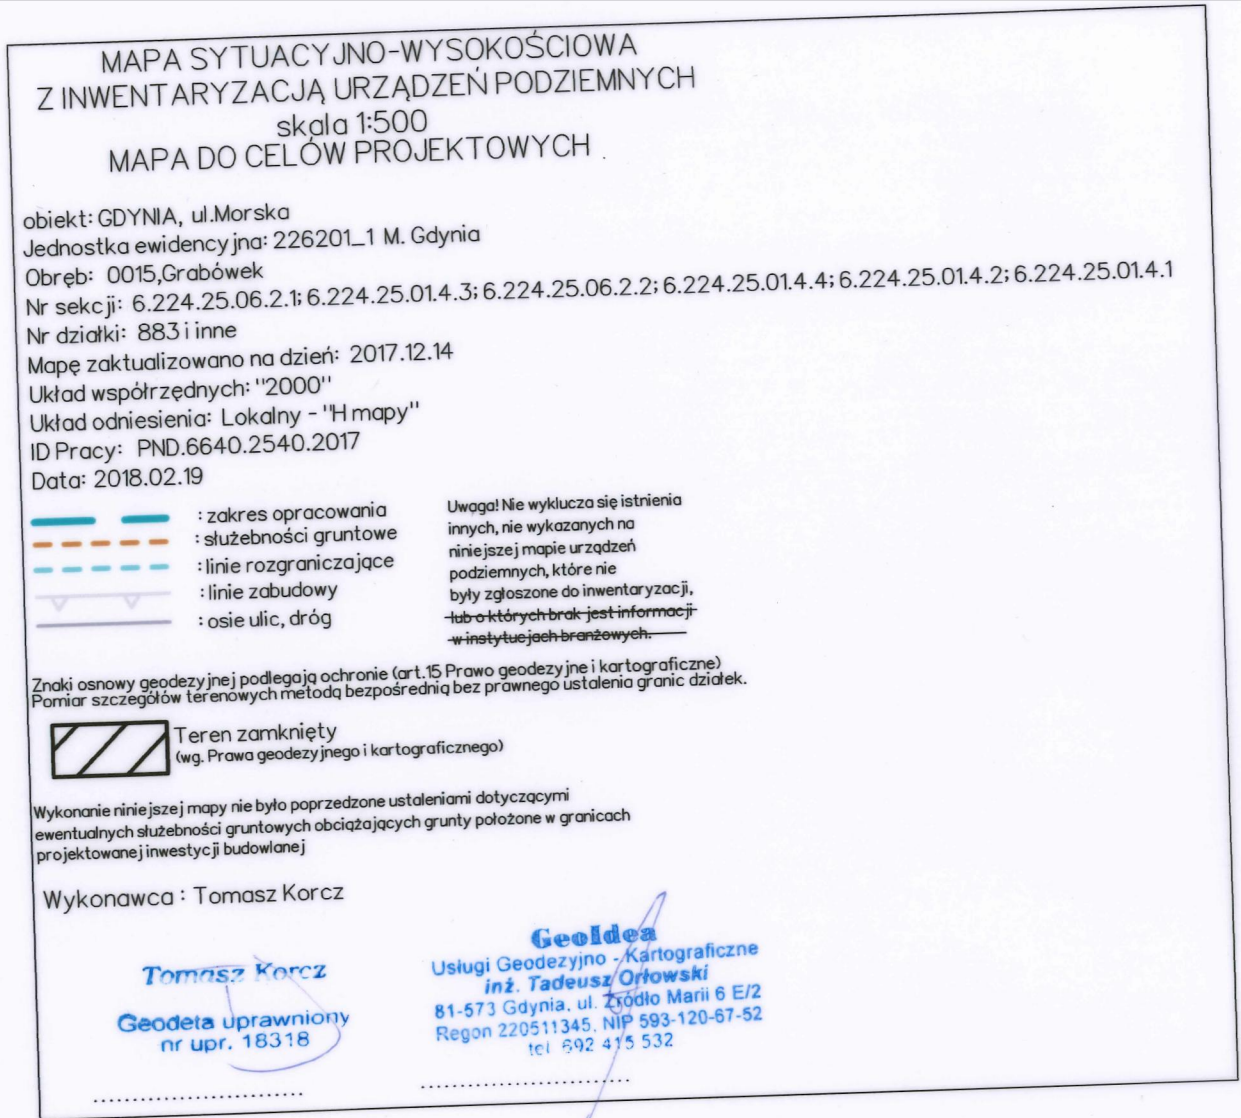 MAPA SYTUACYJNO-WYSOKOŚCIOWA
Z INWENTARYZACJĄ URZĄDZEŃ PODZIEMNYCH
skala 1:500
MAPA DO CELÓW PROJEKTOWYCH
obiekt: GDYNIA, ul.Morska
Jednostka ewidencyjna: 226201_1 M. Gdynia
Obręb: 0015,Grabówek
Nr sekcji: 6.224.25.06.2.1; 6.224.25.01.4.3; 6.224.25.06.2.2; 6.224.25.01.4.4; 6.224.25.01.4.2; 6.224.25.01.4.1
Nr działki: 883 i inne
Mapę zaktualizowano na dzień: 2017.12.14
Układ współrzędnych: "2000"
Układ odniesienia: Lokalny - "H mapy"
ID Pracy: PND.6640.2540.2017
Data: 2018.02.19
: zakres opracowania
: służebności gruntowe
: linie rozgraniczające
: linie zabudowy
: osie ulic, dróg
Uwaga! Nie wyklucza się istnienia
innych, nie wykazanych na
niniejszej mapie urządzeń
podziemnych, które nie
były zgłoszone do inwentaryzacji,
lub o których brak jest informacji
w instytucjach branżowych.
Znaki osnowy geodezyjnej podlegają ochronie (art.15 Prawo geodezyjne i kartograficzne)
Pomiar szczegółów terenowych metodą bezpośrednią bez prawnego ustalenia granic działek.
Teren zamknięty
(wg. Prawa geodezyjnego i kartograficznego)
Wykonanie niniejszej mapy nie było poprzedzone ustaleniami dotyczącymi
ewentualnych służebności gruntowych obciążających grunty położone w granicach
projektowanej inwestycji budowlanej
Wykonawca : Tomasz Korcz
Tomasz Korcz
Geodeta uprawniony
nr upr. 18318
GeoIdea
Usługi Geodezyjno - Kartograficzne
inż. Tadeusz Orłowski
81-573 Gdynia, ul. Źródło Marii 6 E/2
Regon 220511345, NIP 593-120-67-52
tel. 692 415 532